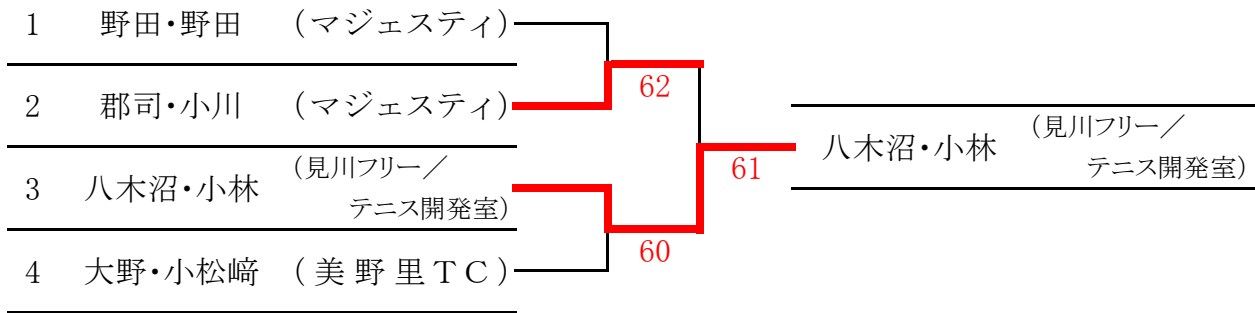 1 野田・野田 (マジェスティ)
62
2 郡司・小川 (マジェスティ)
八木沼・小林 (見川フリー／
テニス開発室)
61
3 八木沼・小林 (見川フリー／
テニス開発室)
60
4 大野・小松﨑 (美野里TC)